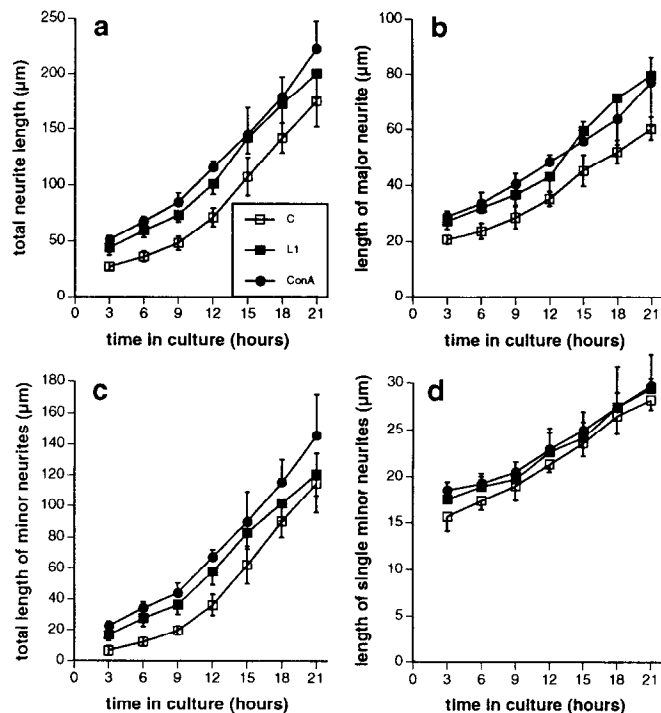 a
total neurite length (µm)
250
200
150
100
50
0
C
L1
ConA
3 6 9 12 15 18 21
time in culture (hours)
b
length of major neurite (µm)
100
80
60
40
20
0
3 6 9 12 15 18 21
time in culture (hours)
c
total length of minor neurites (µm)
180
160
140
120
100
80
60
40
20
0
3 6 9 12 15 18 21
time in culture (hours)
d
length of single minor neurites (µm)
30
25
20
15
10
5
0
3 6 9 12 15 18 21
time in culture (hours)